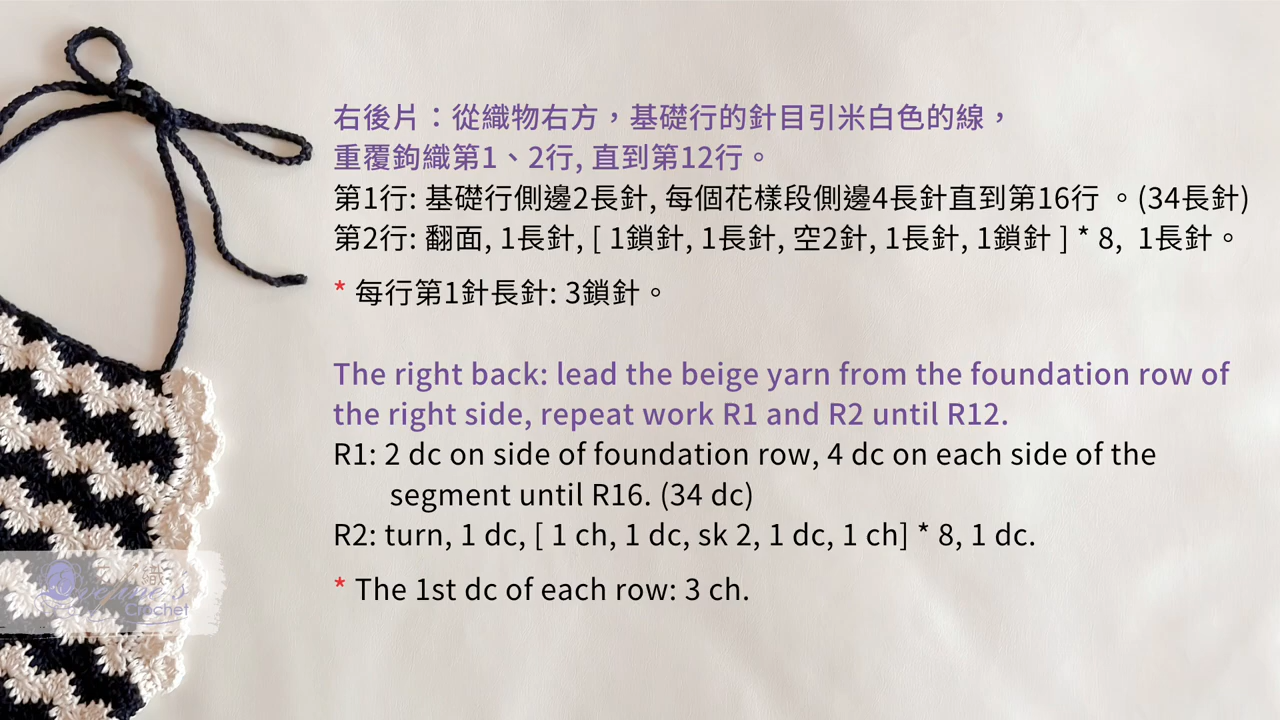 右後片：從織物右方，基礎行的針目引米白色的線，
重覆鉤織第1、2行, 直到第12行。
第1行: 基礎行側邊2長針, 每個花樣段側邊4長針直到第16行 。(34長針)
第2行: 翻面, 1長針, [ 1鎖針, 1長針, 空2針, 1長針, 1鎖針 ] * 8,  1長針。
* 每行第1針長針: 3鎖針。
The right back: lead the beige yarn from the foundation row of
the right side, repeat work R1 and R2 until R12.
R1: 2 dc on side of foundation row, 4 dc on each side of the
segment until R16. (34 dc)
R2: turn, 1 dc, [ 1 ch, 1 dc, sk 2, 1 dc, 1 ch] * 8, 1 dc.
* The 1st dc of each row: 3 ch.
Crochet